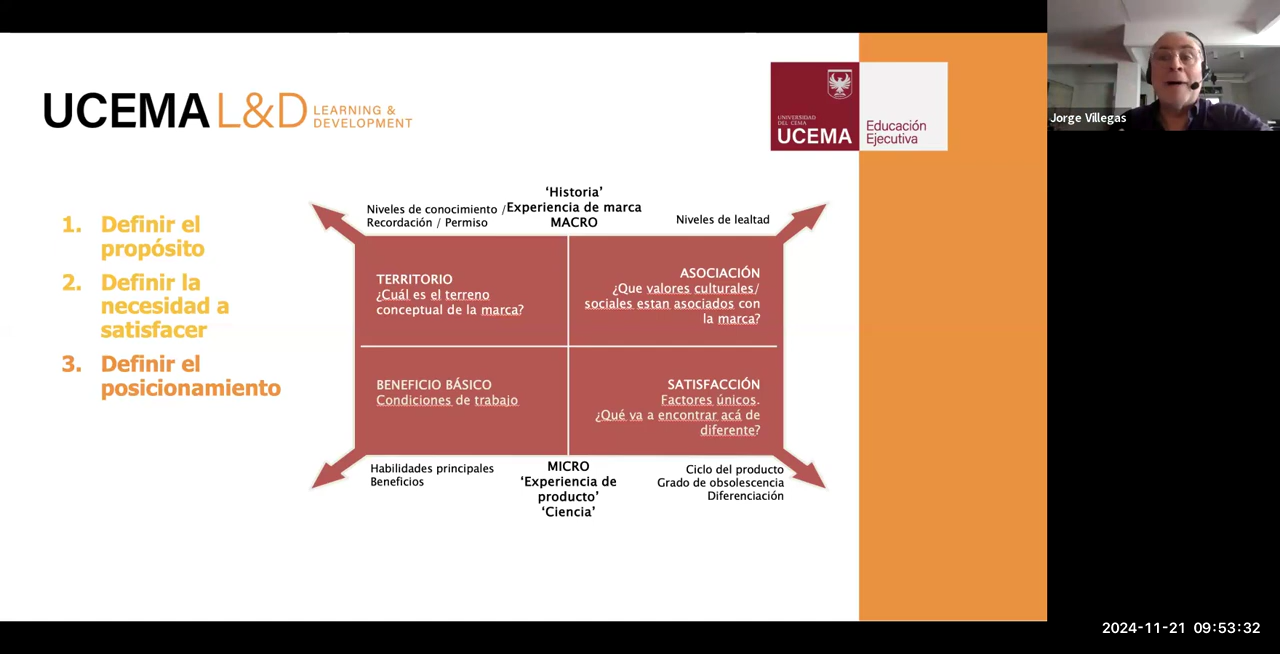 UCEMA L&D LEARNING &
DEVELOPMENT
UNIVERSIDAD
DEL CEMA
UCEMA
Educación
Ejecutiva
Jorge Villegas
1. Definir el
propósito
2. Definir la
necesidad a
satisfacer
3. Definir el
posicionamiento
‘Historia’
Niveles de conocimiento /Experiencia de marca
Recordación / Permiso
MACRO
Niveles de lealtad
TERRITORIO
¿Cuál es el terreno
conceptual de la marca?
ASOCIACIÓN
¿Que valores culturales/
sociales estan asociados con
la marca?
BENEFICIO BÁSICO
Condiciones de trabajo
SATISFACCIÓN
Factores únicos.
¿Qué va a encontrar acá de
diferente?
Habilidades principales
Beneficios
MICRO
‘Experiencia de
producto’
‘Ciencia’
Ciclo del producto
Grado de obsolescencia
Diferenciación
2024-11-21 09:53:32